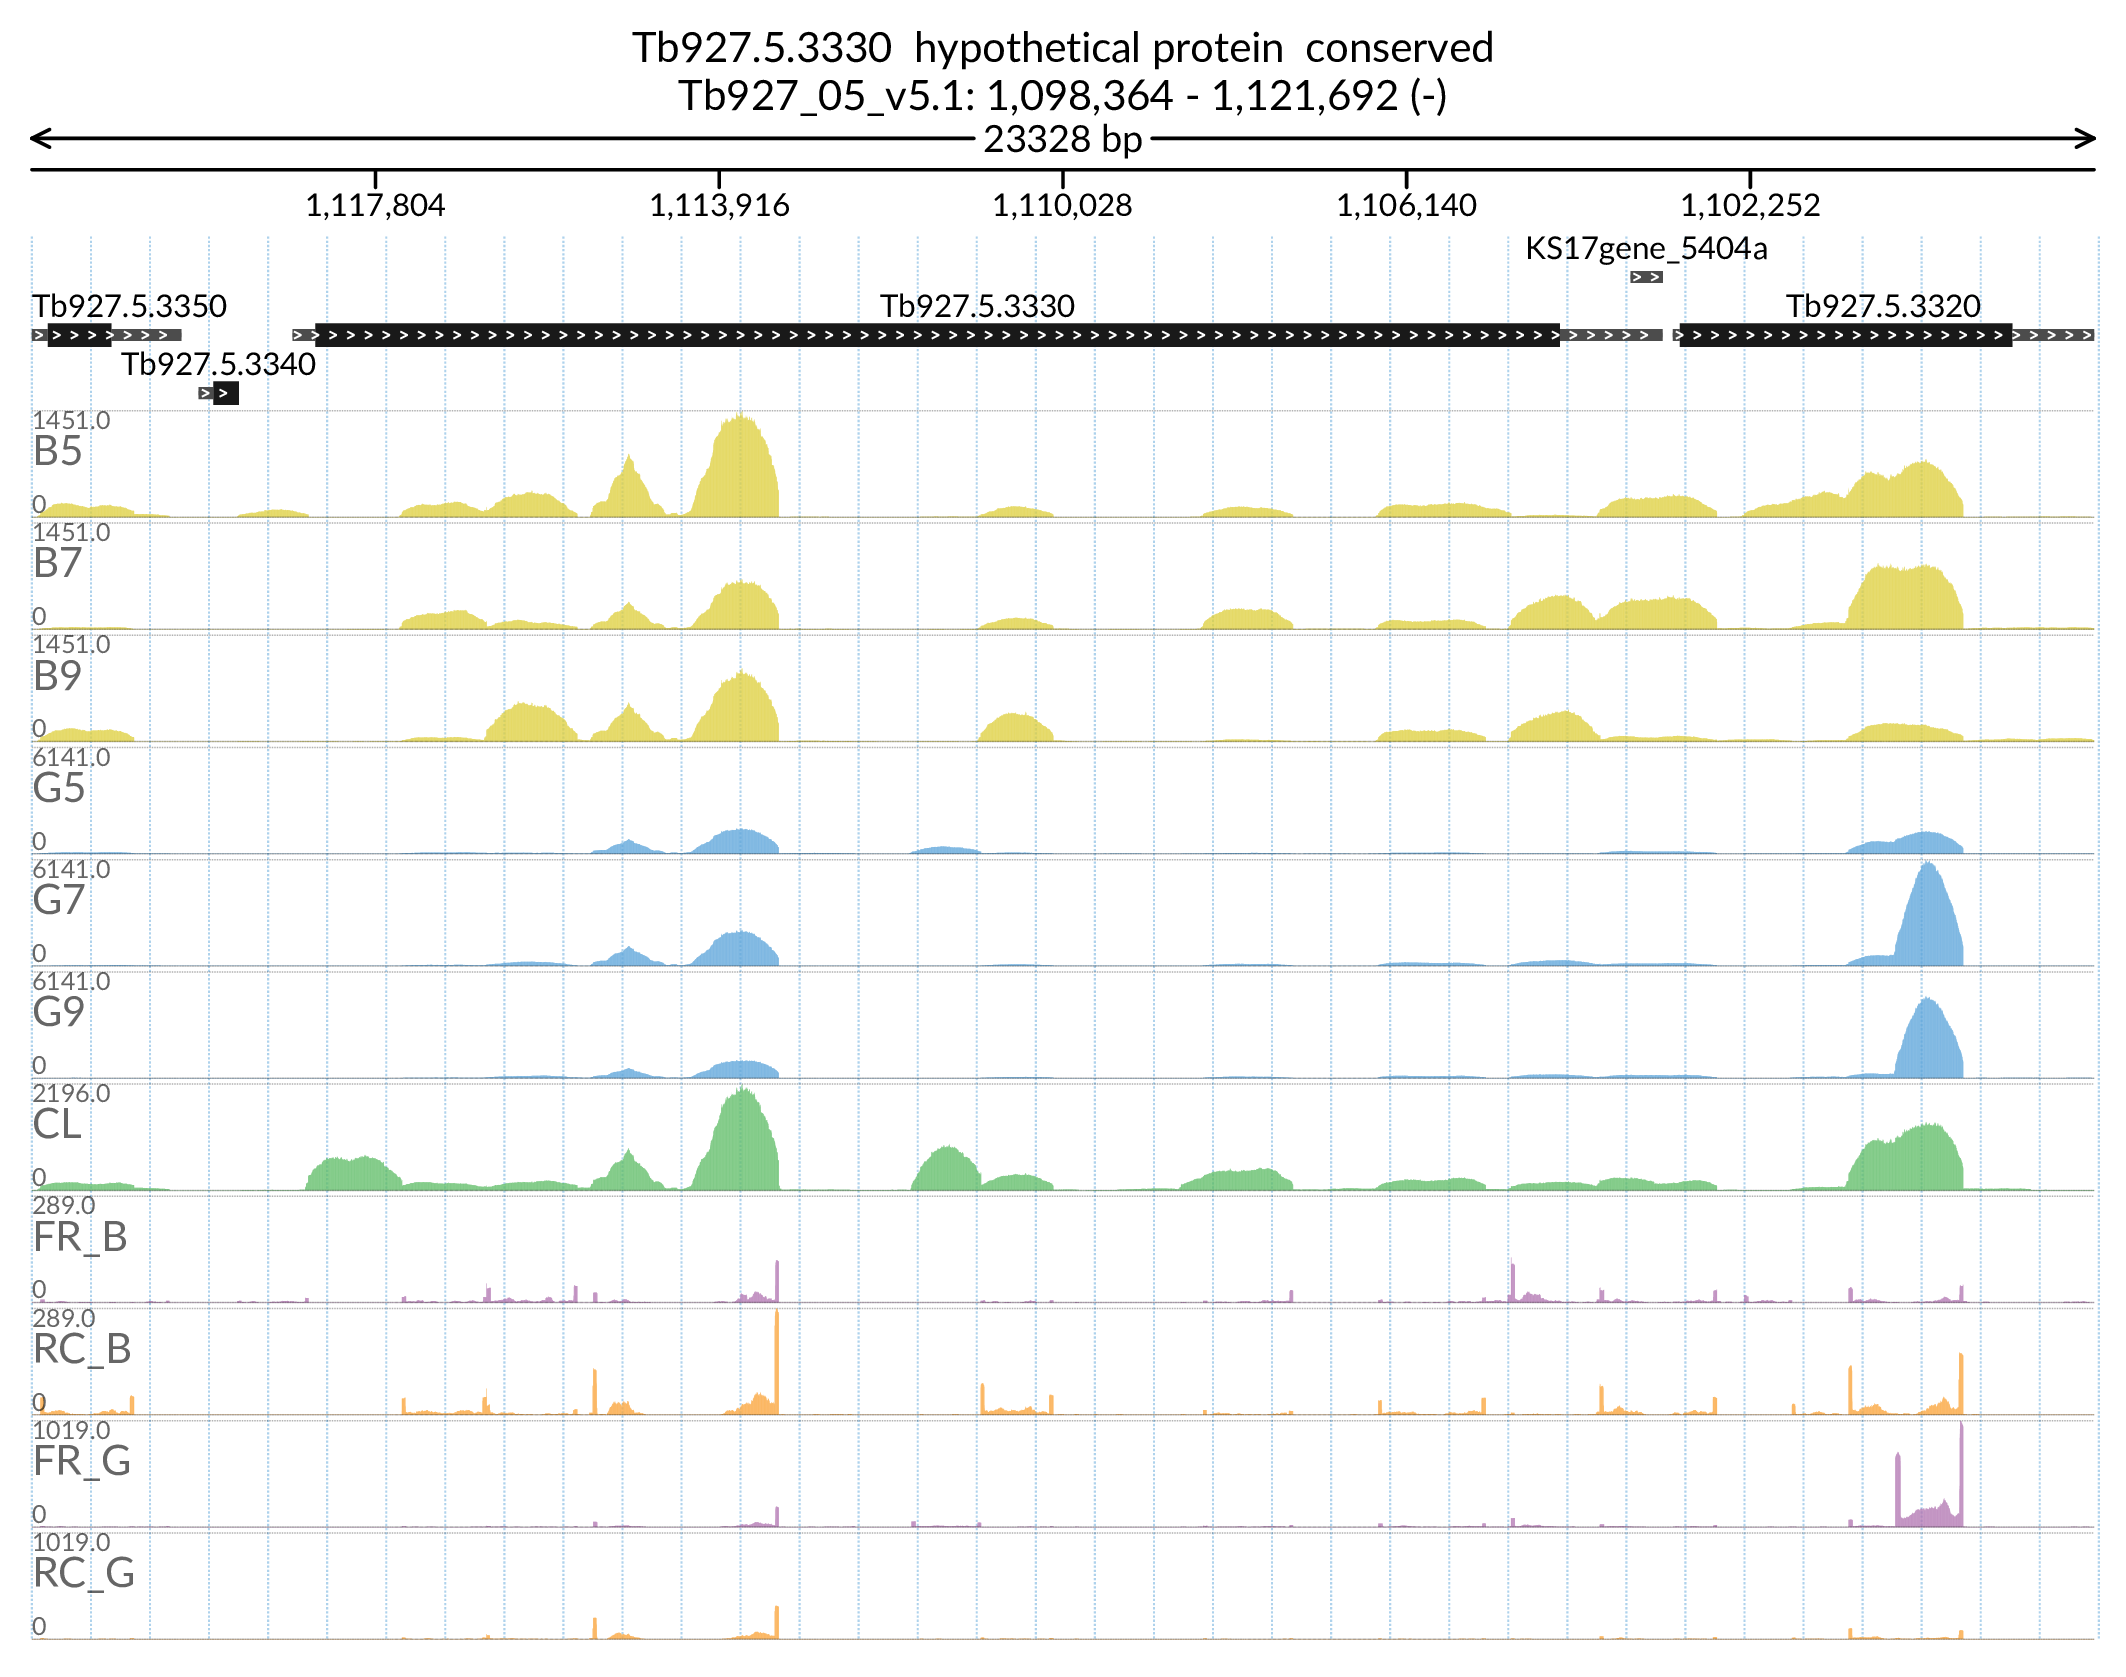 Tb927.5.3330  hypothetical protein  conserved
Tb927_05_v5.1: 1,098,364 - 1,121,692 (-)
23328 bp
1,117,804 1,113,916 1,110,028 1,106,140 1,102,252
KS17gene_5404a
Tb927.5.3350 Tb927.5.3330 Tb927.5.3320
Tb927.5.3340
1451.0
B5
0
1451.0
B7
0
1451.0
B9
0
6141.0
G5
0
6141.0
G7
0
6141.0
G9
0
2196.0
CL
0
289.0
FR_B
0
289.0
RC_B
0
1019.0
FR_G
0
1019.0
RC_G
0